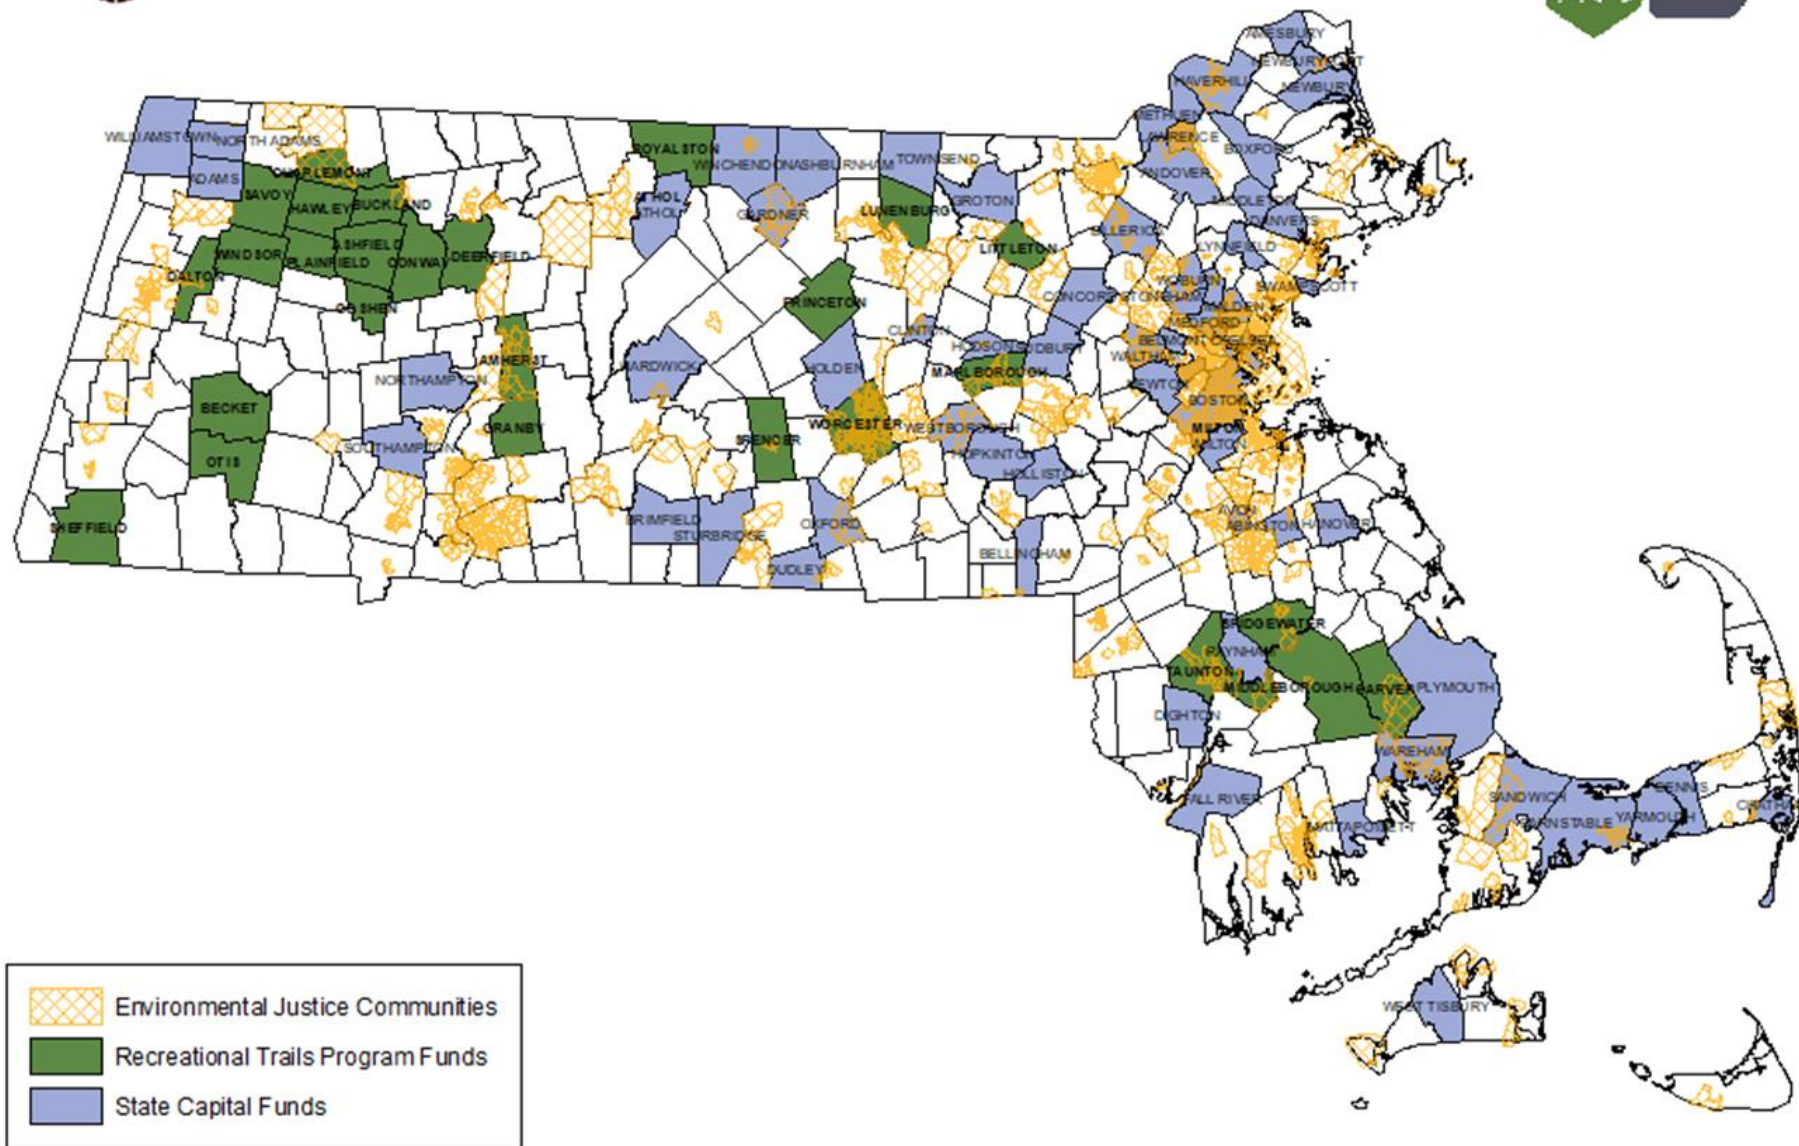 AMESBURY
NEWBURYPORT
HAVERHILL
NEWBURY
METHUEN
WILLIAMSTOWN
NORTH ADAMS
LAWRENCE
ROYALSTON
BOXFORD
WINCHENDON
ASHBURNHAM
TOWNSEND
CHARLEMONT
ADAMS
ANDOVER
SAVOY
ATHOL
HAWLEY
BUCKLAND
GROTON
MIDDLETON
ATHOL
GARDNER
LUNENBURG
DANVERS
BILLERICA
ASHFIELD
LYNNFIELD
LITTLETON
WINDSOR
PLAINFIELD
CONWAY
DEERFIELD
DALTON
WOBURN
SWAMPSCOTT
CONCORD
STONEHAM
PRINCETON
GOSHEN
MALDEN
MEDFORD
CLINTON
BELMONT
CHELSEA
HUDSON
SUDBURY
WALTHAM
AMHERST
HARDWICK
HOLDEN
MARLBOROUGH
NORTHAMPTON
NEWTON
BECKET
BOSTON
GRANBY
WORCESTER
WESTBOROUGH
MILTON
SPENCER
MILTON
SOUTHAMPTON
HOPKINTON
OTIS
HOLLISTON
AVON
SHEFFIELD
BRIMFIELD
OXFORD
ABINGTON
HANOVER
STURBRIDGE
BELLINGHAM
DUDLEY
BRIDGEWATER
RAYNHAM
TAUNTON
MIDDLEBOROUGH
CARVER
PLYMOUTH
DIGHTON
WAREHAM
DENNIS
FALL RIVER
SANDWICH
CHATHAM
MATTAPOISETT
BARNSTABLE
YARMOUTH
WEST TISBURY
Environmental Justice Communities
Recreational Trails Program Funds
State Capital Funds